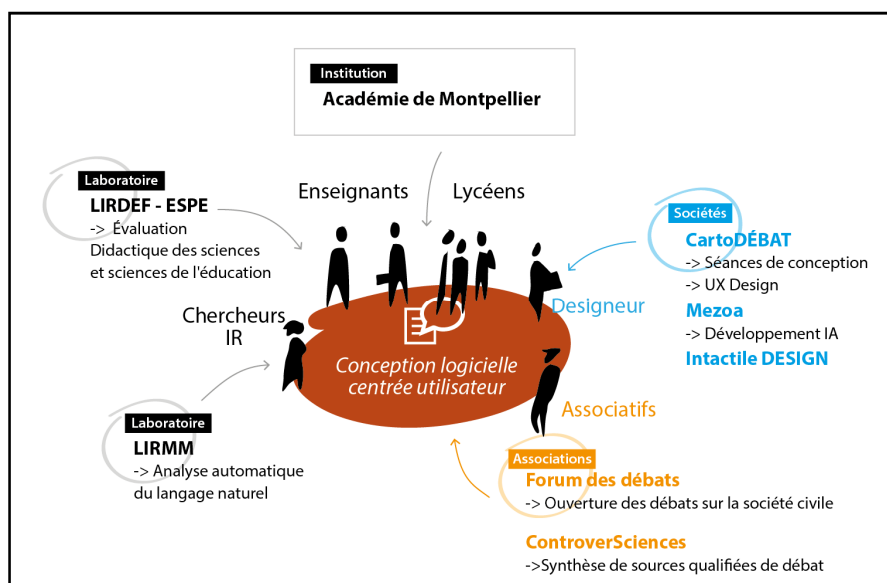 Institution
Académie de Montpellier
Enseignants
Lycéens
Laboratoire
LIRDEF - ESPE
-> Évaluation
Didactique des sciences
et sciences de l'éducation
Sociétés
CartoDÉBAT
-> Séances de conception
-> UX Design
Mezoa
-> Développement IA
Intactile DESIGN
Designeur
Chercheurs
IR
Conception logicielle
centrée utilisateur
Associatifs
Laboratoire
LIRMM
-> Analyse automatique
du langage naturel
Associations
Forum des débats
-> Ouverture des débats sur la société civile
ControverSciences
->Synthèse de sources qualifiées de débat